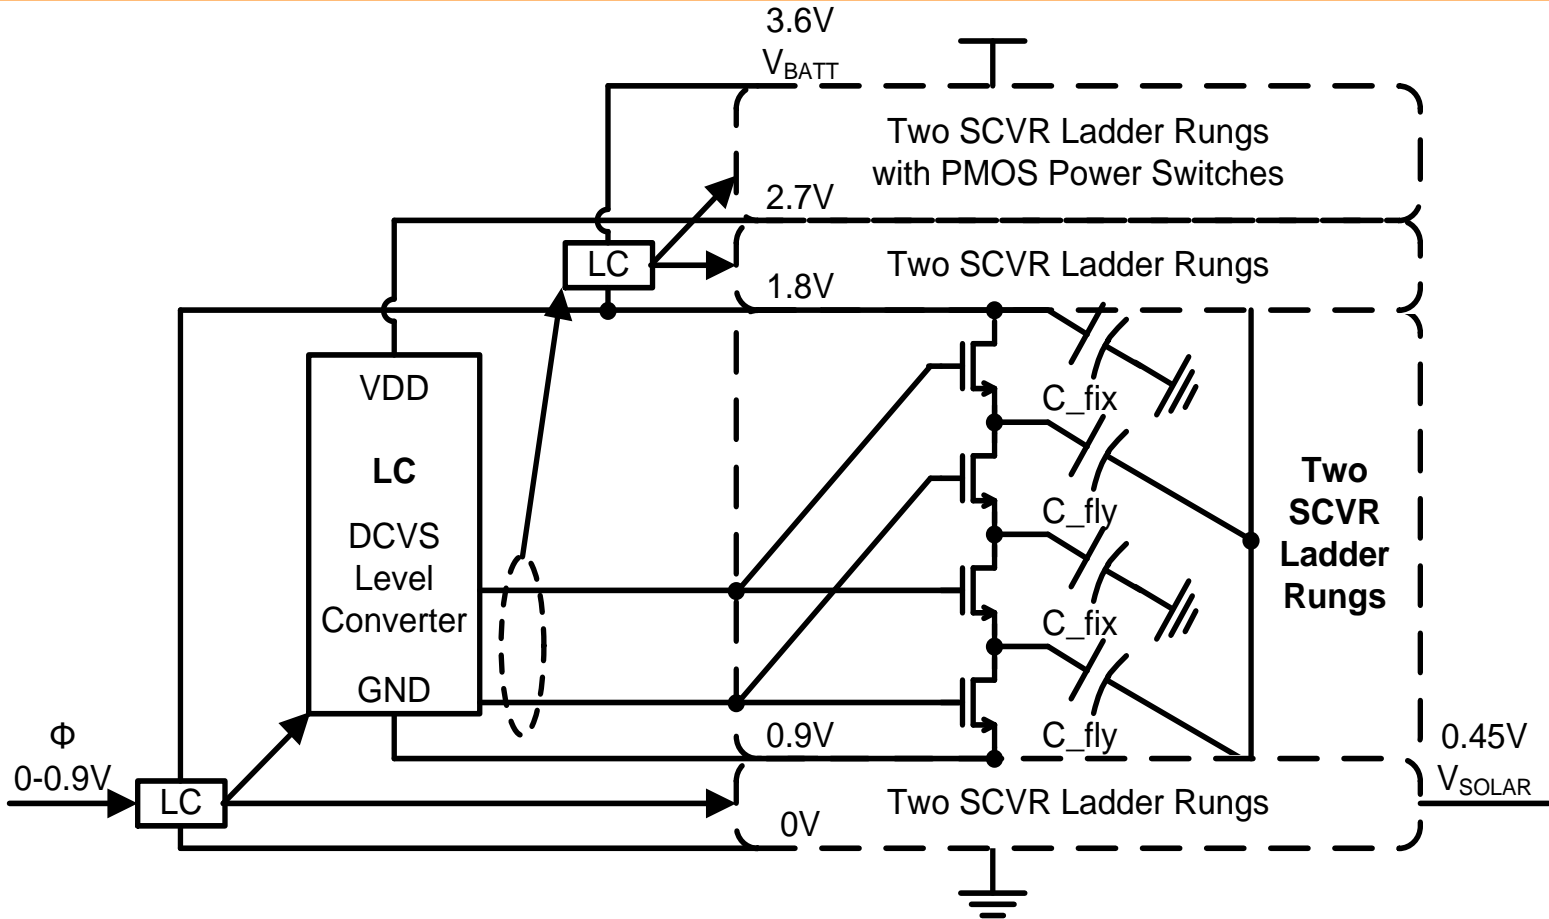 3.6V
VBATT
Two SCVR Ladder Rungs
with PMOS Power Switches
2.7V
LC
Two SCVR Ladder Rungs
1.8V
VDD
LC
DCVS
Level
Converter
GND
C_fix
C_fly
C_fix
C_fly
Two
SCVR
Ladder
Rungs
0.9V
Φ
0-0.9V
LC
Two SCVR Ladder Rungs
0V
0.45V
VSOLAR